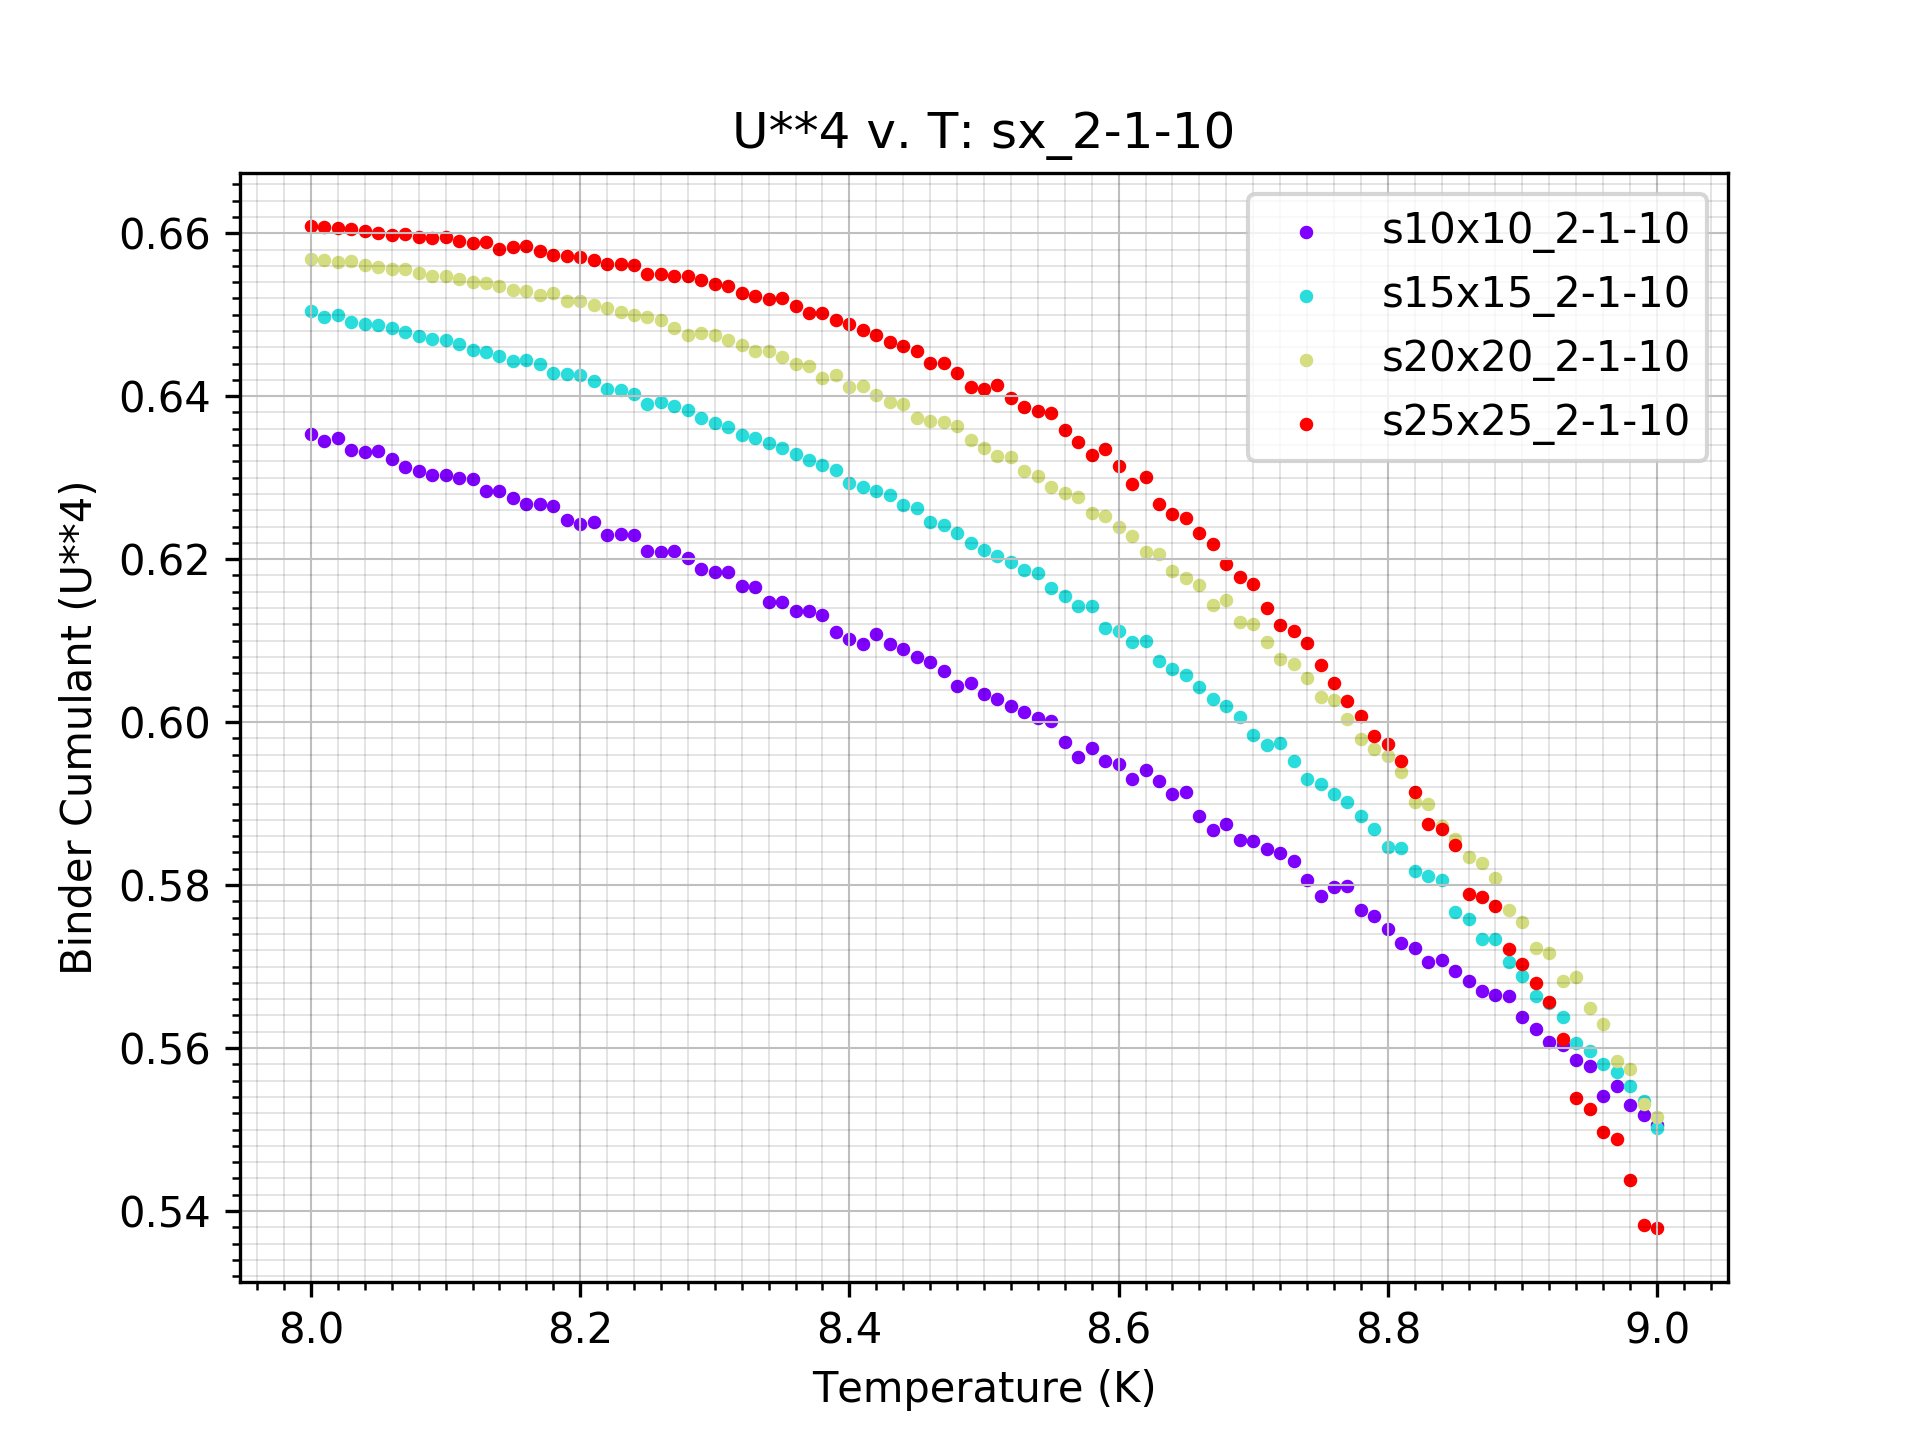 U**4 v. T: sx_2-1-10
s10x10_2-1-10
s15x15_2-1-10
s20x20_2-1-10
s25x25_2-1-10
Binder Cumulant (U**4)
0.66
0.64
0.62
0.60
0.58
0.56
0.54
8.0 8.2 8.4 8.6 8.8 9.0
Temperature (K)